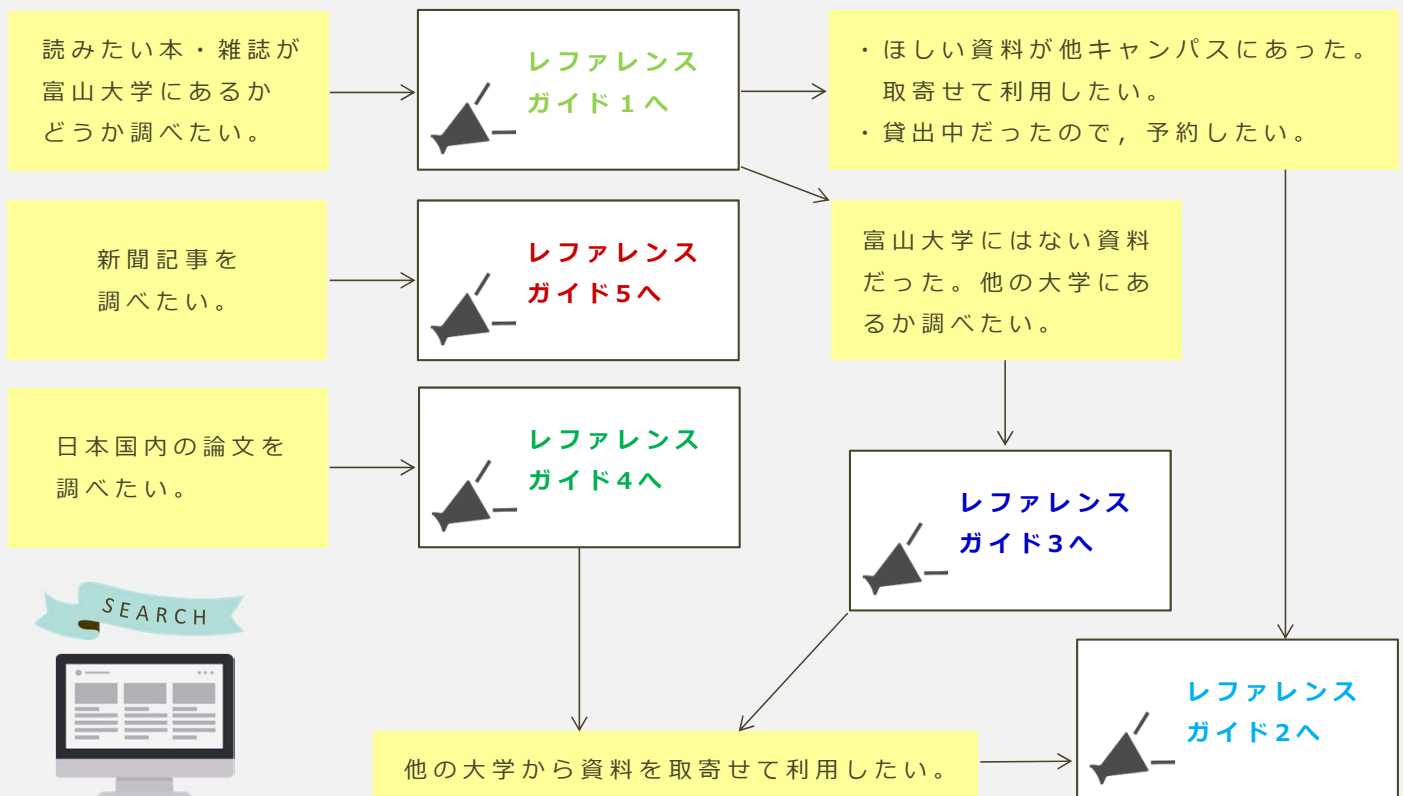 読みたい本・雑誌が
富山大学にあるか
どうか調べたい。
レファレンス
ガイド1へ
・ほしい資料が他キャンパスにあった。
取寄せて利用したい。
・貸出中だったので,予約したい。
新聞記事を
調べたい。
レファレンス
ガイド5へ
富山大学にはない資料
だった。他の大学にあ
るか調べたい。
日本国内の論文を
調べたい。
レファレンス
ガイド4へ
レファレンス
ガイド3へ
SEARCH
レファレンス
ガイド2へ
他の大学から資料を取寄せて利用したい。